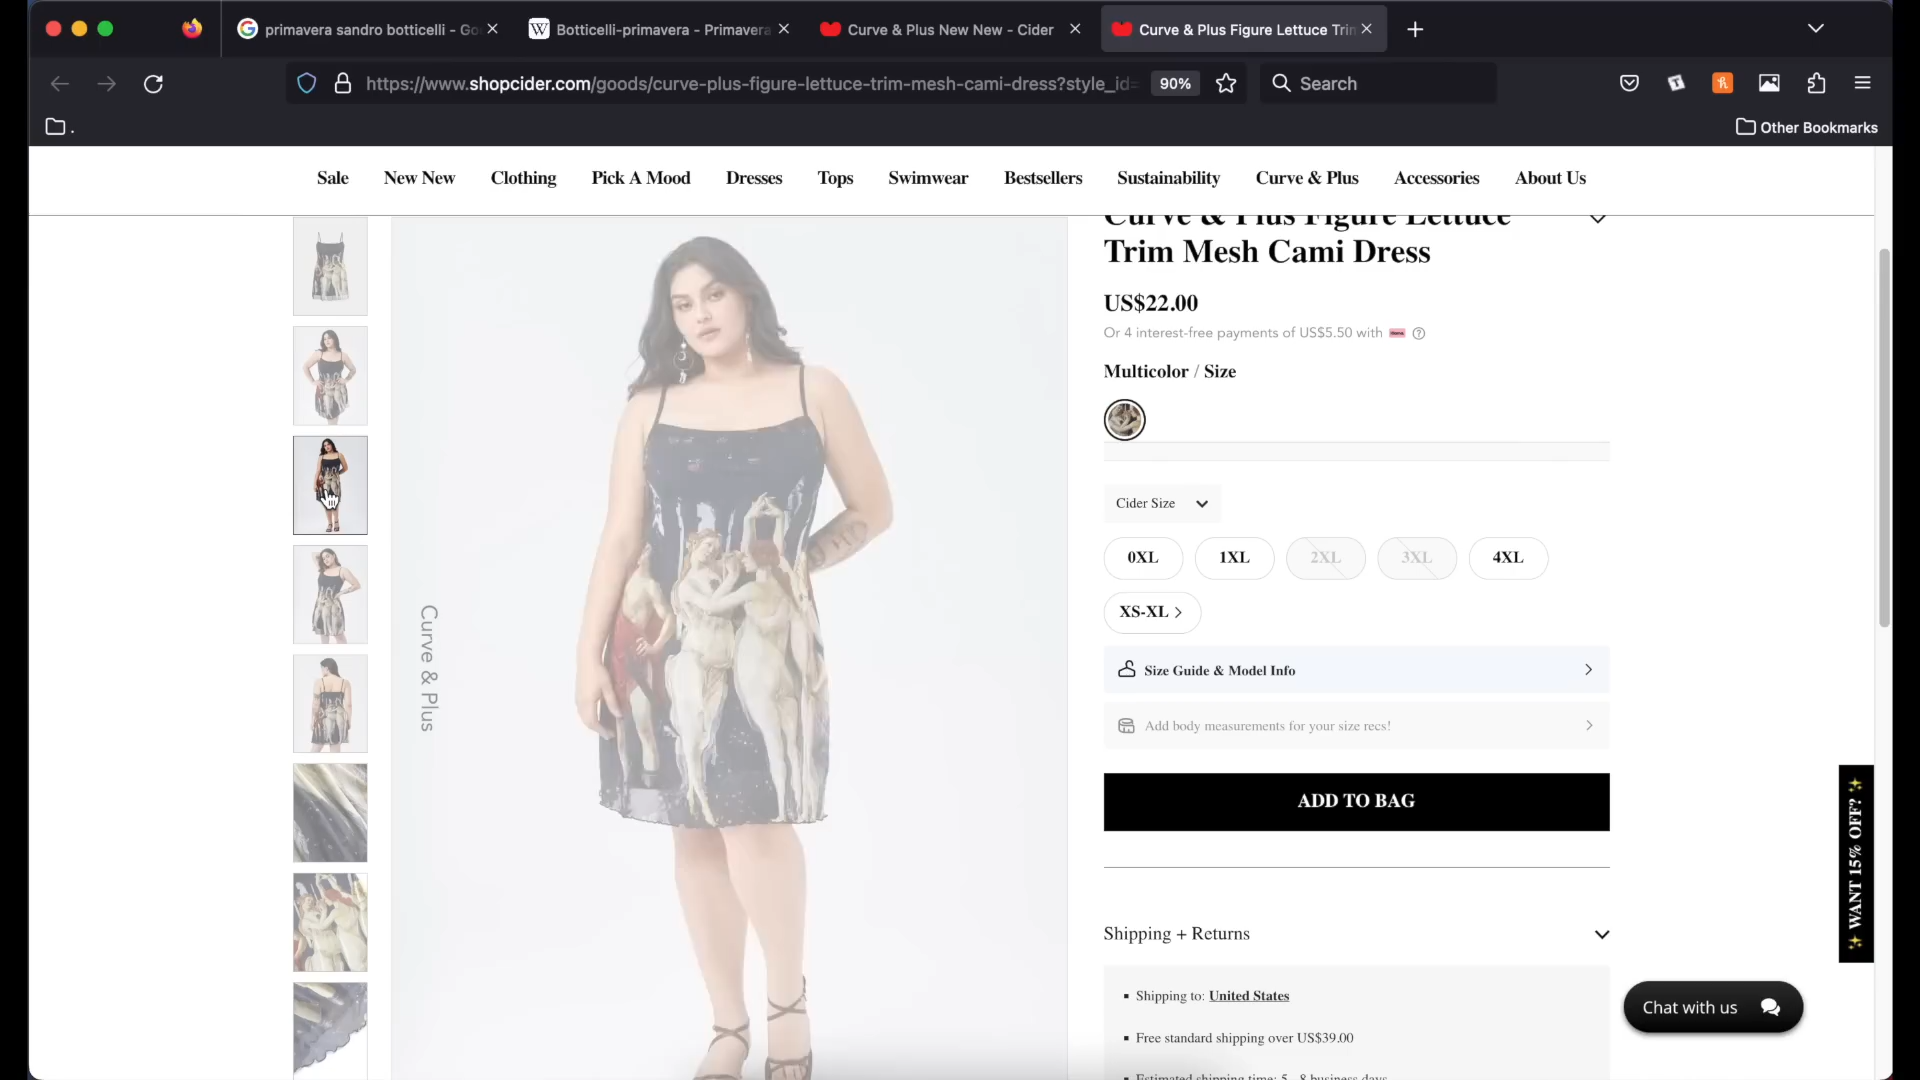 primavera sandro botticelli - Go
Botticelli-primavera - Primavera
Curve & Plus New New - Cider
Curve & Plus Figure Lettuce Trim
https://www.shopcider.com/goods/curve-plus-figure-lettuce-trim-mesh-cami-dress?style_id=
90%
Search
.
Other Bookmarks
Sale New New Clothing Pick A Mood Dresses Tops Swimwear Bestsellers Sustainability Curve & Plus Accessories About Us
Curve & Plus Figure Lettuce
Trim Mesh Cami Dress
US$22.00
Or 4 interest-free payments of US$5.50 with
Multicolor / Size
Cider Size
0XL 1XL 2XL 3XL 4XL
XS-XL
Curve & Plus
Size Guide & Model Info
Add body measurements for your size recs!
ADD TO BAG
WANT 15% OFF?
Shipping + Returns
Shipping to: United States
Chat with us
Free standard shipping over US$39.00
Estimated shipping time: 5 - 8 business days